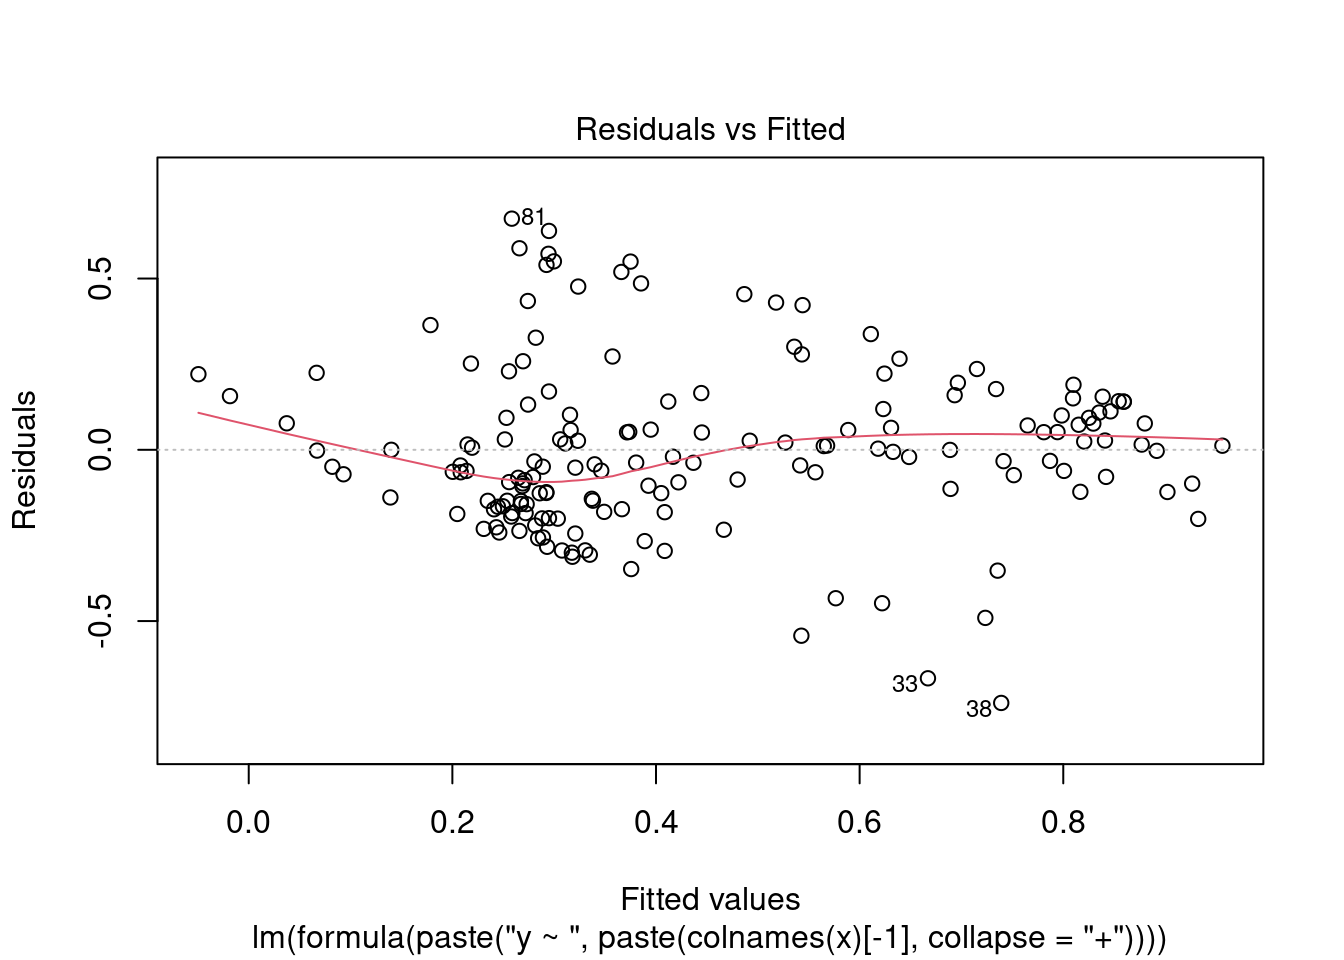 Residuals vs Fitted
Residuals
0.5
0.0
-0.5
81
33
38
0.0 0.2 0.4 0.6 0.8
Fitted values
lm(formula(paste("y ~ ", paste(colnames(x)[-1], collapse = "+"))))